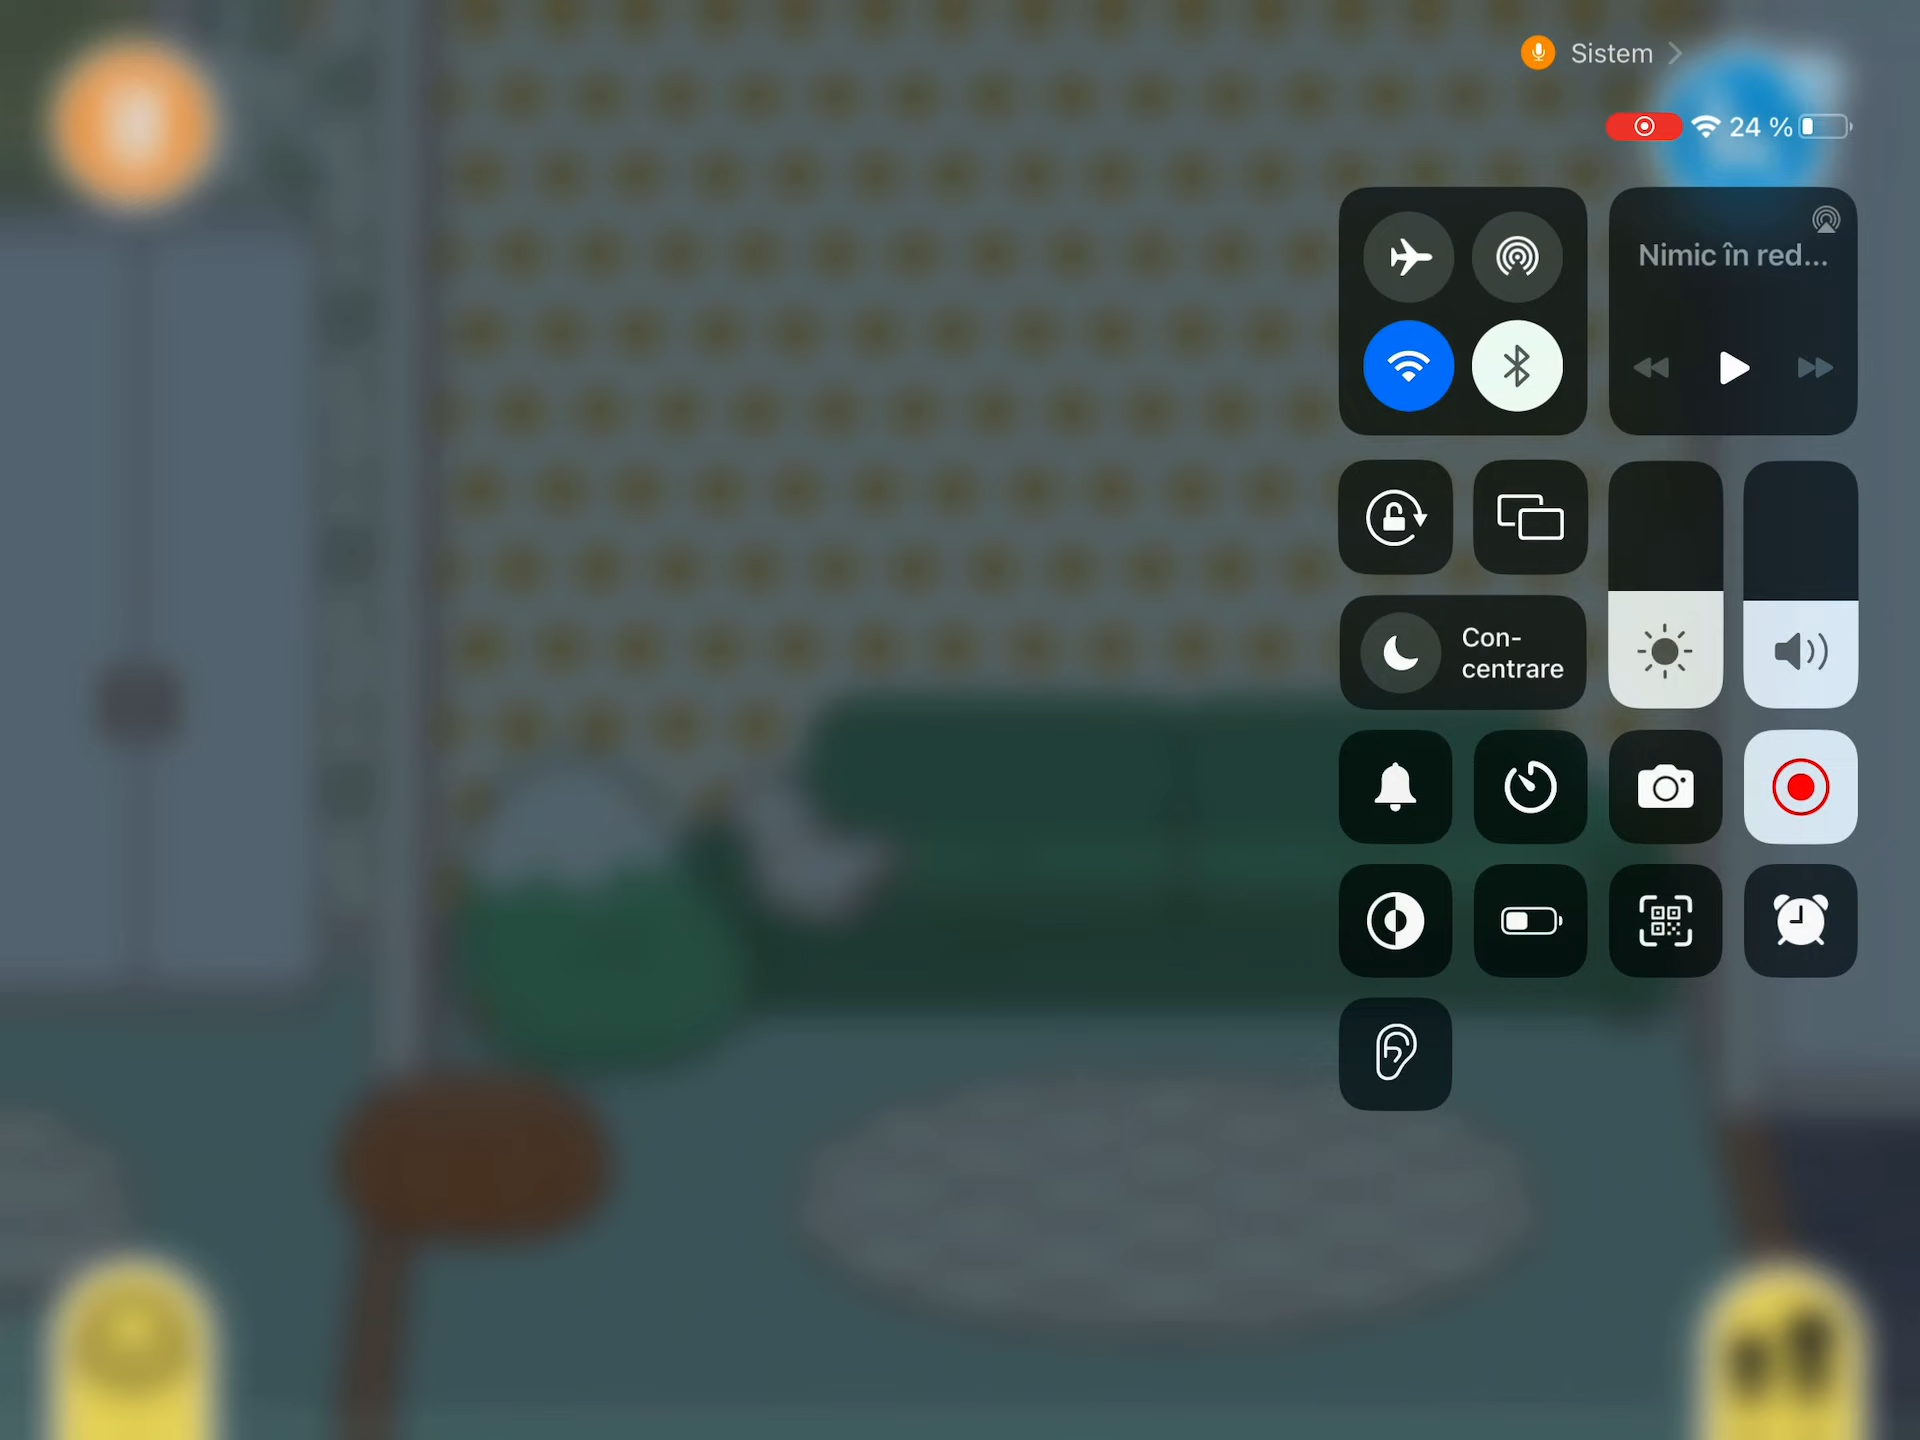 Sistem
24 %
Nimic în red...
Con-
centrare